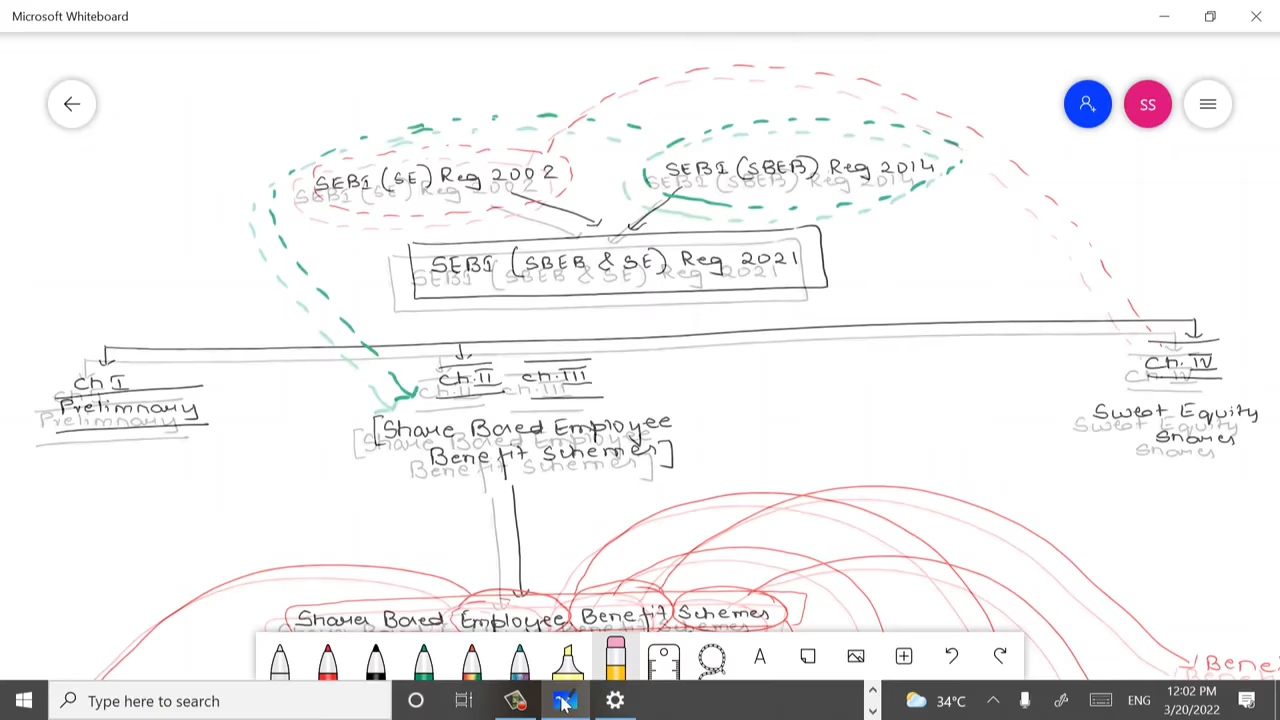 Microsoft Whiteboard
SS
SEBI (SE) Reg 2002
SEBI (SBEB) Reg 2014
SEBI (SBEB & SE) Reg 2021
Ch I
Prelimnary
Ch. II
Ch. III
[Share Based Employee
Benefit Schemes]
Ch. IV
Sweat Equity
Shares
Share Based Employee Benefit Schemes
Bene
A
Type here to search
34°C
ENG
12:02 PM
3/20/2022